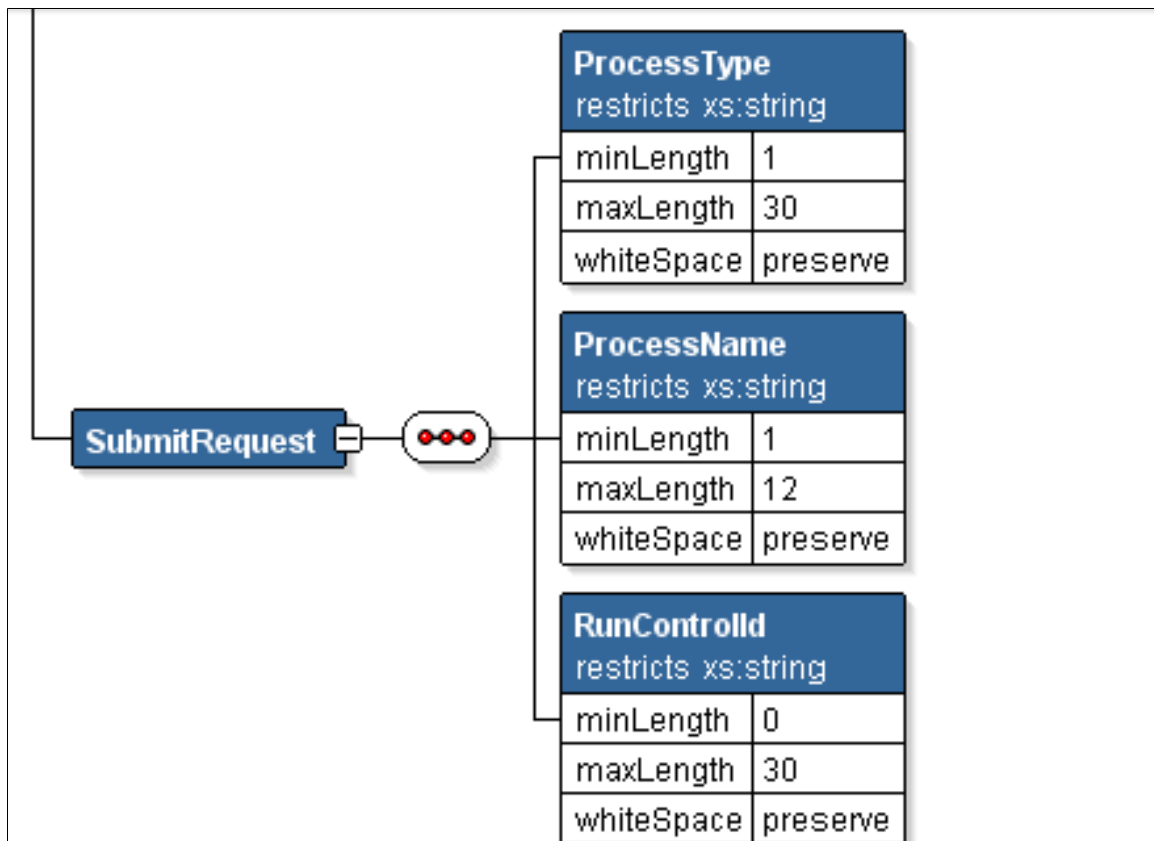 ProcessType
restricts xs:string
minLength 1
maxLength 30
whiteSpace preserve
ProcessName
restricts xs:string
SubmitRequest
minLength 1
maxLength 12
whiteSpace preserve
RunControlId
restricts xs:string
minLength 0
maxLength 30
whiteSpace preserve